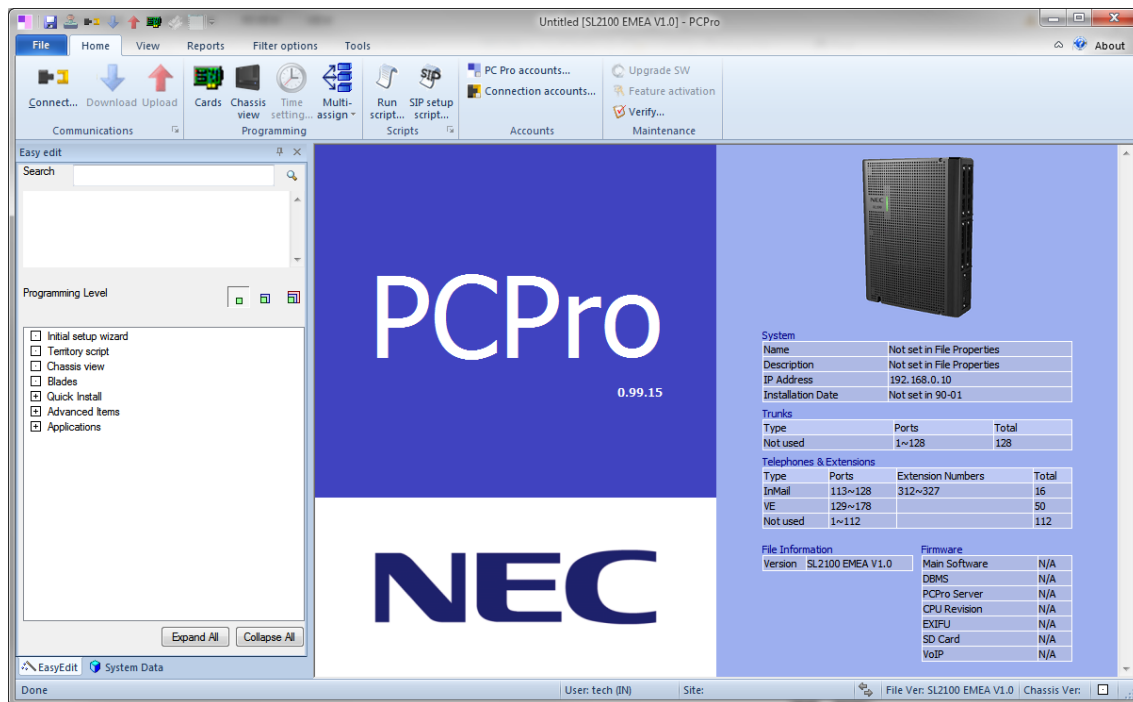 Untitled [SL2100 EMEA V1.0] - PCPro
File Home View Reports Filter options Tools About
Connect... Download Upload
Communications
Cards Chassis view Time setting... Multi-assign
Programming
Run script... SIP setup script...
Scripts
PC Pro accounts...
Connection accounts...
Accounts
Upgrade SW
Feature activation
Verify...
Maintenance
Easy edit
Search
Programming Level
Initial setup wizard
Territory script
Chassis view
Blades
Quick Install
Advanced Items
Applications
Expand All Collapse All
EasyEdit System Data
PCPro
0.99.15
NEC
NEC
System
Name Not set in File Properties
Description Not set in File Properties
IP Address 192.168.0.10
Installation Date Not set in 90-01
Trunks
Type Ports Total
Not used 1~128 128
Telephones & Extensions
Type Ports Extension Numbers Total
InMail 113~128 312~327 16
VE 129~178 50
Not used 1~112 112
File Information
Version SL2100 EMEA V1.0
Firmware
Main Software N/A
DBMS N/A
PCPro Server N/A
CPU Revision N/A
EXIFU N/A
SD Card N/A
VoIP N/A
Done User: tech (IN) Site: File Ver: SL2100 EMEA V1.0 Chassis Ver: